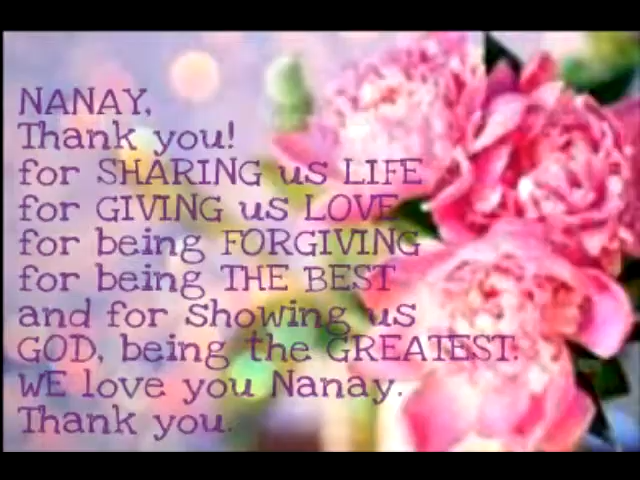 NANAY,
Thank you!
for SHARING us LIFE
for GIVING us LOVE
for being FORGIVING
for being THE BEST
and for showing us
GOD, being the GREATEST.
WE love you Nanay.
Thank you.